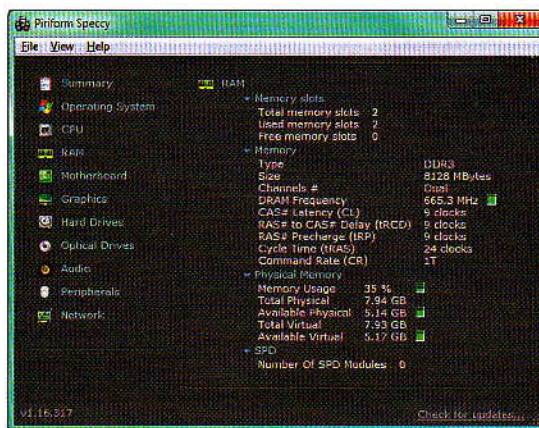 Piriform Speccy
File View Help
Summary
Operating System
CPU
RAM
Motherboard
Graphics
Hard Drives
Optical Drives
Audio
Peripherals
Network
RAM
Memory slots
Total memory slots 2
Used memory slots 2
Free memory slots 0
Memory
Type DDR3
Size 8128 MBytes
Channels # Dual
DRAM Frequency 665.3 MHz
CAS# Latency (CL) 9 clocks
RAS# to CAS# Delay (tRCD) 9 clocks
RAS# Precharge (tRP) 9 clocks
Cycle Time (tRAS) 24 clocks
Command Rate (CR) 1T
Physical Memory
Memory Usage 35 %
Total Physical 7.94 GB
Available Physical 5.14 GB
Total Virtual 7.93 GB
Available Virtual 5.17 GB
SPD
Number Of SPD Modules 0
v1.16.317
Check for updates...